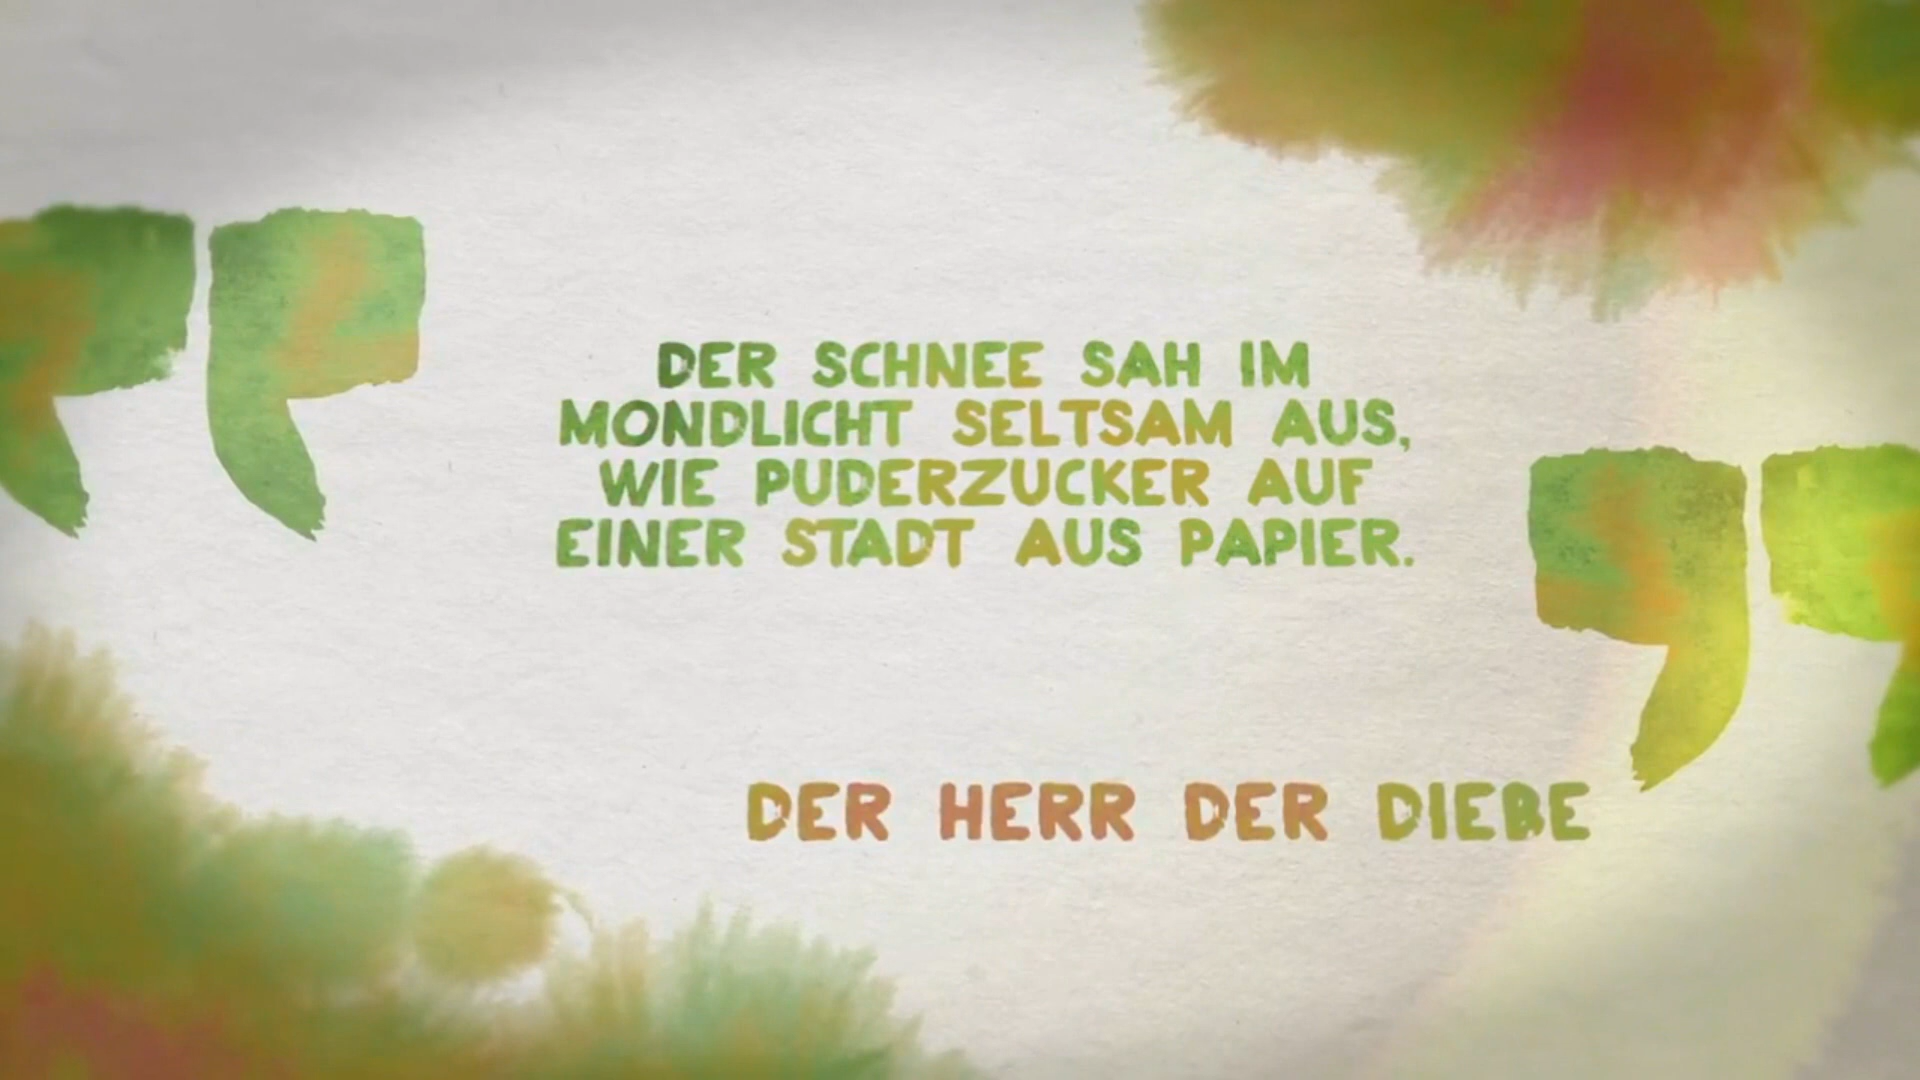 DER SCHNEE SAH IM
MONDLICHT SELTSAM AUS,
WIE PUDERZUCKER AUF
EINER STADT AUS PAPIER.
DER HERR DER DIEBE